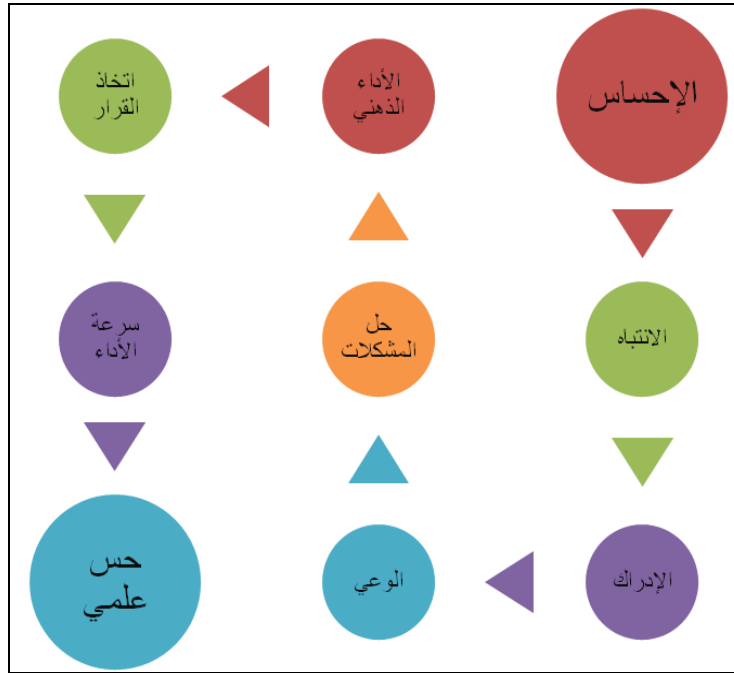 الإحساس
الانتباه
الإدراك
الوعي
حل
المشكلات
الأداء
الذهني
اتخاذ
القرار
سرعة
الأداء
حس
علمي